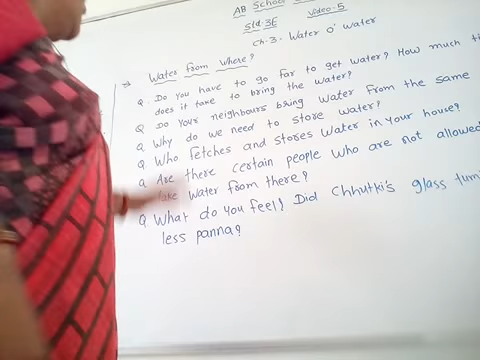 AB School
Std. 3E Video-5
Ch-3. Water O' water
→ Water from where?
Q. Do you have to go far to get water? How much
does it take to bring the water?
Q Do your neighbours bring water from the same
Q Why do we need to store water?
Q Who fetches and stores water in your house?
Q Are there certain people who are not allowed
take water from there?
Q What do you feel? Did Chhutki's glass
less panna?